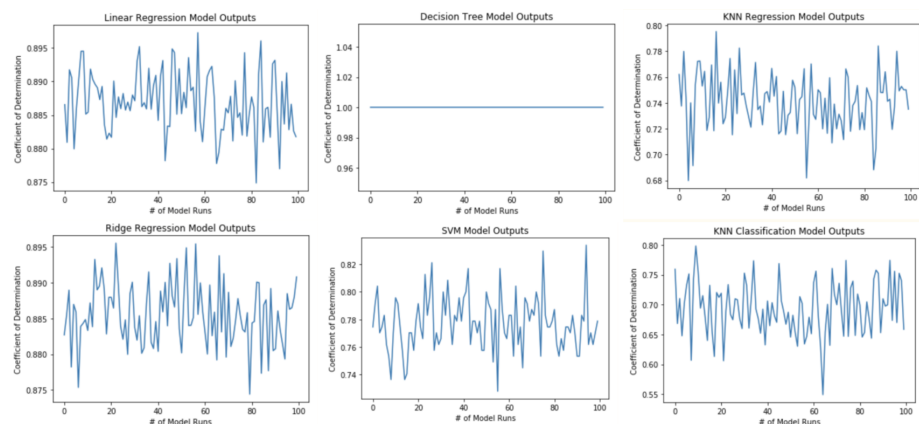 Linear Regression Model Outputs
Coefficient of Determination
0.895
0.890
0.885
0.880
0.875
0 20 40 60 80 100
# of Model Runs
Decision Tree Model Outputs
Coefficient of Determination
1.04
1.02
1.00
0.98
0.96
0 20 40 60 80 100
# of Model Runs
KNN Regression Model Outputs
Coefficient of Determination
0.80
0.78
0.76
0.74
0.72
0.70
0.68
0 20 40 60 80 100
# of Model Runs
Ridge Regression Model Outputs
Coefficient of Determination
0.895
0.890
0.885
0.880
0.875
0 20 40 60 80 100
# of Model Runs
SVM Model Outputs
Coefficient of Determination
0.82
0.80
0.78
0.76
0.74
0 20 40 60 80 100
# of Model Runs
KNN Classification Model Outputs
Coefficient of Determination
0.80
0.75
0.70
0.65
0.60
0.55
0 20 40 60 80 100
# of Model Runs